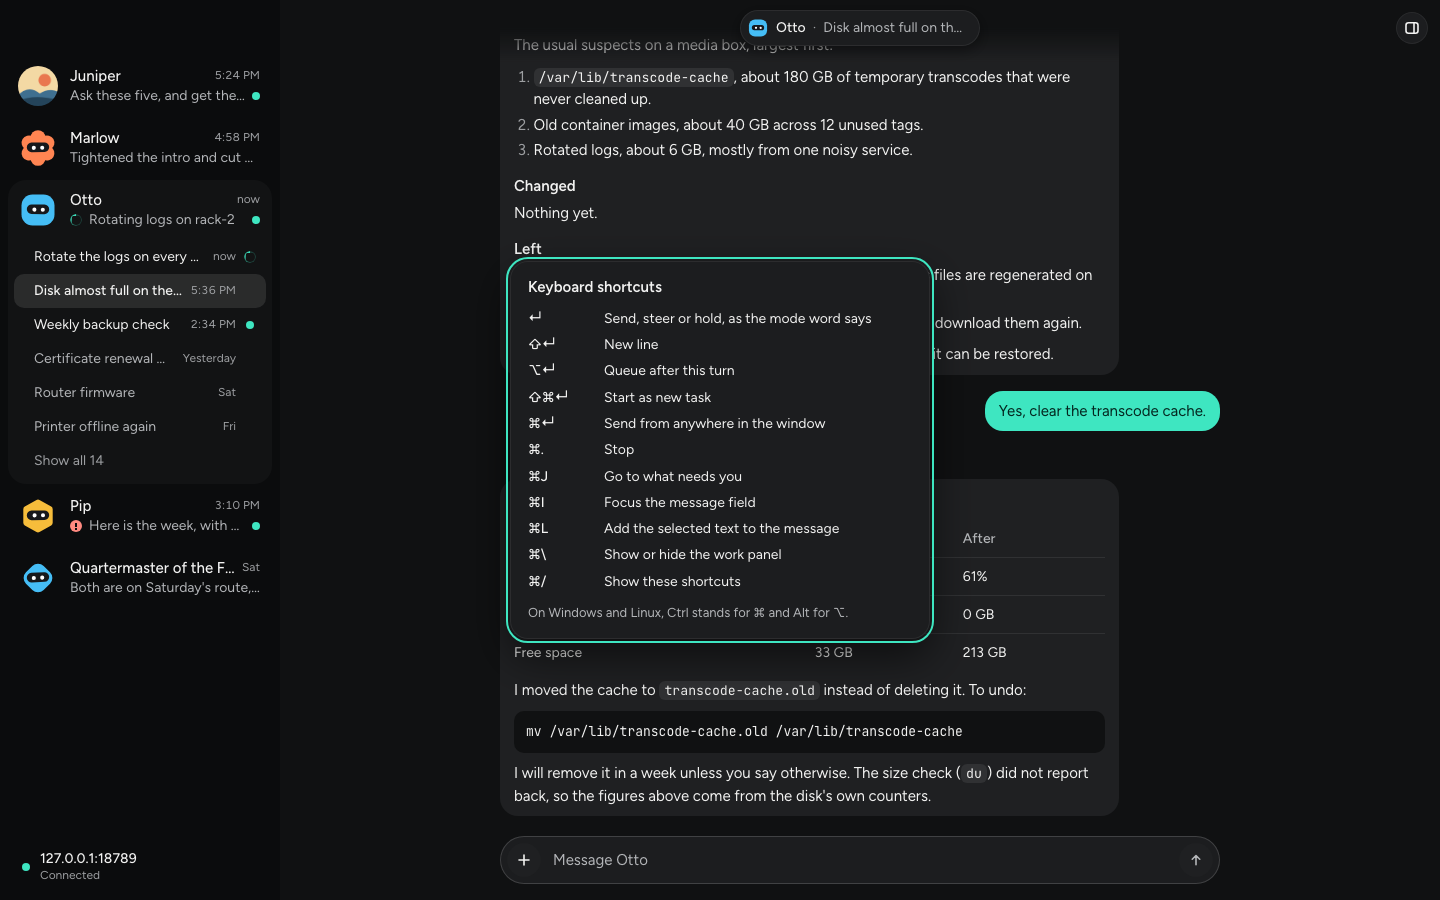 Otto · Disk almost full on th...
Juniper 5:24 PM
Ask these five, and get the...
Marlow 4:58 PM
Tightened the intro and cut ...
Otto now
Rotating logs on rack-2
Rotate the logs on every ... now
Disk almost full on the... 5:36 PM
Weekly backup check 2:34 PM
Certificate renewal ... Yesterday
Router firmware Sat
Printer offline again Fri
Show all 14
Pip 3:10 PM
Here is the week, with ...
Quartermaster of the F... Sat
Both are on Saturday's route,...
127.0.0.1:18789
Connected
The usual suspects on a media box, largest first:
1. /var/lib/transcode-cache, about 180 GB of temporary transcodes that were
never cleaned up.
2. Old container images, about 40 GB across 12 unused tags.
3. Rotated logs, about 6 GB, mostly from one noisy service.
Changed
Nothing yet.
Left
files are regenerated on
download them again.
it can be restored.
Yes, clear the transcode cache.
Keyboard shortcuts
↵ Send, steer or hold, as the mode word says
⇧↵ New line
⌥↵ Queue after this turn
⇧⌘↵ Start as new task
⌘↵ Send from anywhere in the window
⌘. Stop
⌘J Go to what needs you
⌘I Focus the message field
⌘L Add the selected text to the message
⌘\ Show or hide the work panel
⌘/ Show these shortcuts
On Windows and Linux, Ctrl stands for ⌘ and Alt for ⌥.
After
61%
0 GB
Free space 33 GB 213 GB
I moved the cache to transcode-cache.old instead of deleting it. To undo:
mv /var/lib/transcode-cache.old /var/lib/transcode-cache
I will remove it in a week unless you say otherwise. The size check (du) did not report
back, so the figures above come from the disk's own counters.
Message Otto